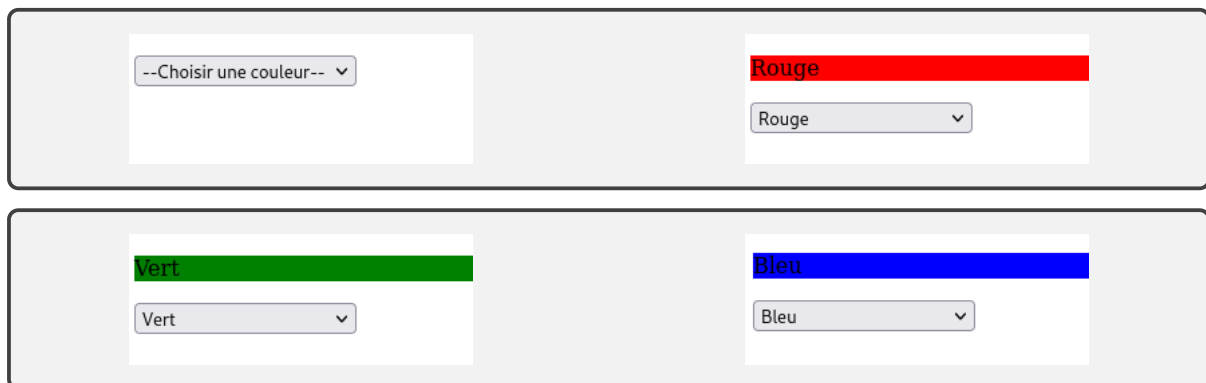 --Choisir une couleur--
Rouge
Rouge
Vert
Vert
Bleu
Bleu